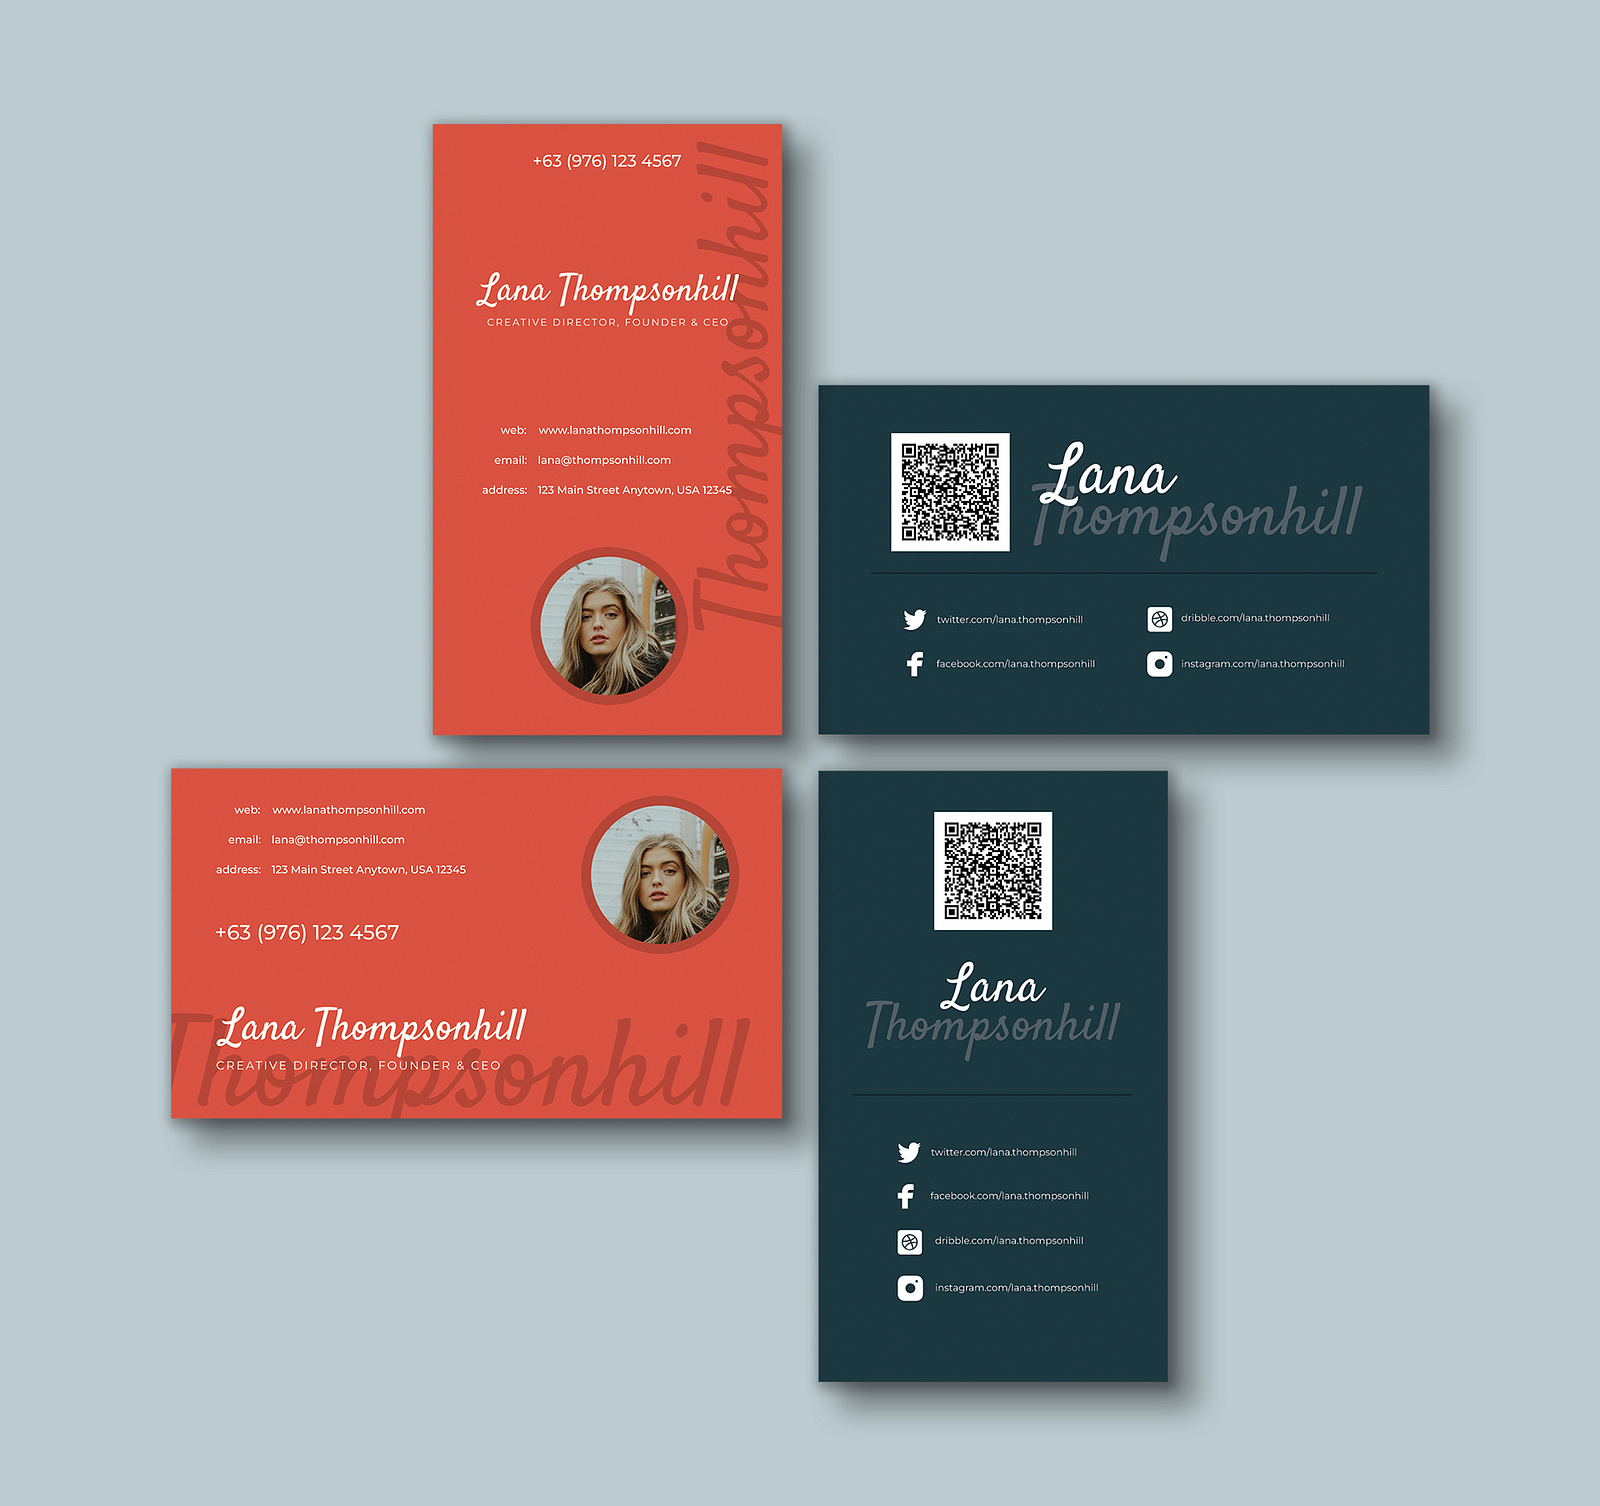 +63 (976) 123 4567
Thompsonhill
Lana Thompsonhill
CREATIVE DIRECTOR, FOUNDER & CEO
web: www.lanathompsonhill.com
email: lana@thompsonhill.com
address: 123 Main Street Anytown, USA 12345
Lana
Thompsonhill
twitter.com/lana.thompsonhill
facebook.com/lana.thompsonhill
dribble.com/lana.thompsonhill
instagram.com/lana.thompsonhill
web: www.lanathompsonhill.com
email: lana@thompsonhill.com
address: 123 Main Street Anytown, USA 12345
+63 (976) 123 4567
Lana Thompsonhill
CREATIVE DIRECTOR, FOUNDER & CEO
Thompsonhill
Lana
Thompsonhill
twitter.com/lana.thompsonhill
facebook.com/lana.thompsonhill
dribble.com/lana.thompsonhill
instagram.com/lana.thompsonhill